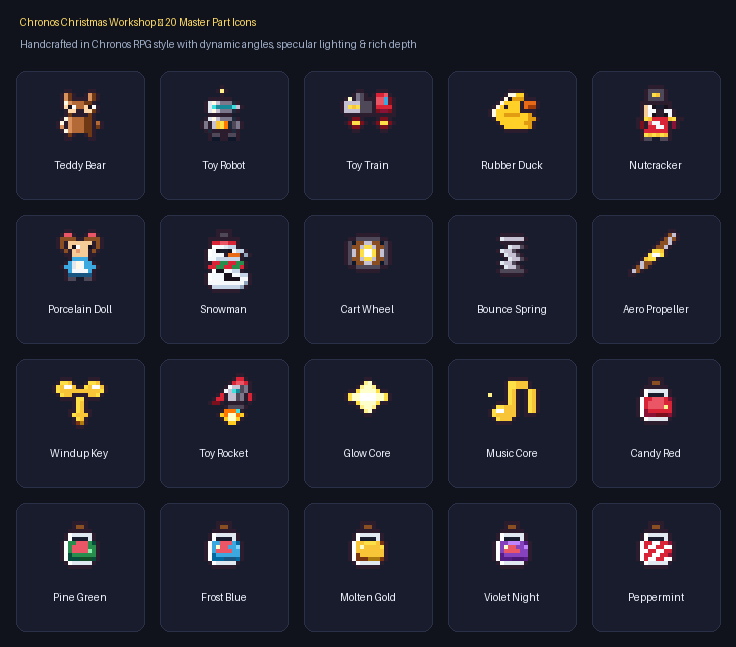 Chronos Christmas Workshop ▯ 20 Master Part Icons
Handcrafted in Chronos RPG style with dynamic angles, specular lighting & rich depth
Teddy Bear
Toy Robot
Toy Train
Rubber Duck
Nutcracker
Porcelain Doll
Snowman
Cart Wheel
Bounce Spring
Aero Propeller
Windup Key
Toy Rocket
Glow Core
Music Core
Candy Red
Pine Green
Frost Blue
Molten Gold
Violet Night
Peppermint